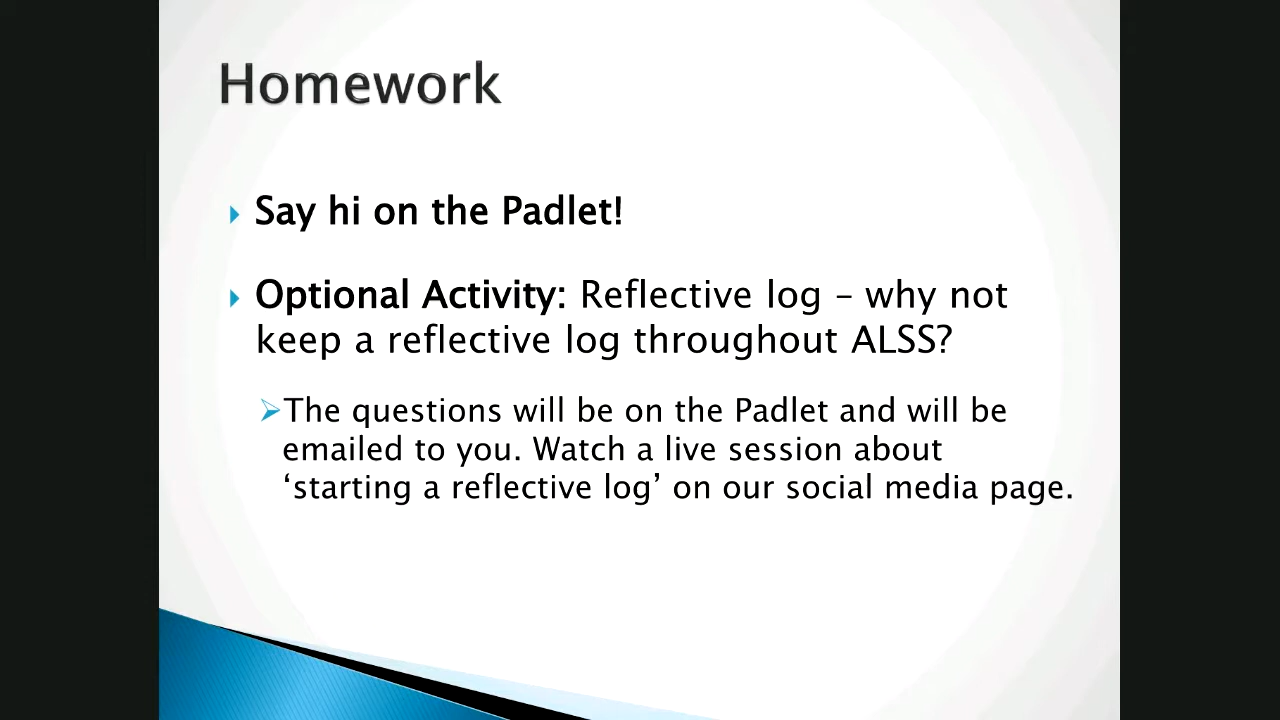 Homework
Say hi on the Padlet!
Optional Activity: Reflective log – why not
keep a reflective log throughout ALSS?
The questions will be on the Padlet and will be
emailed to you. Watch a live session about
‘starting a reflective log’ on our social media page.